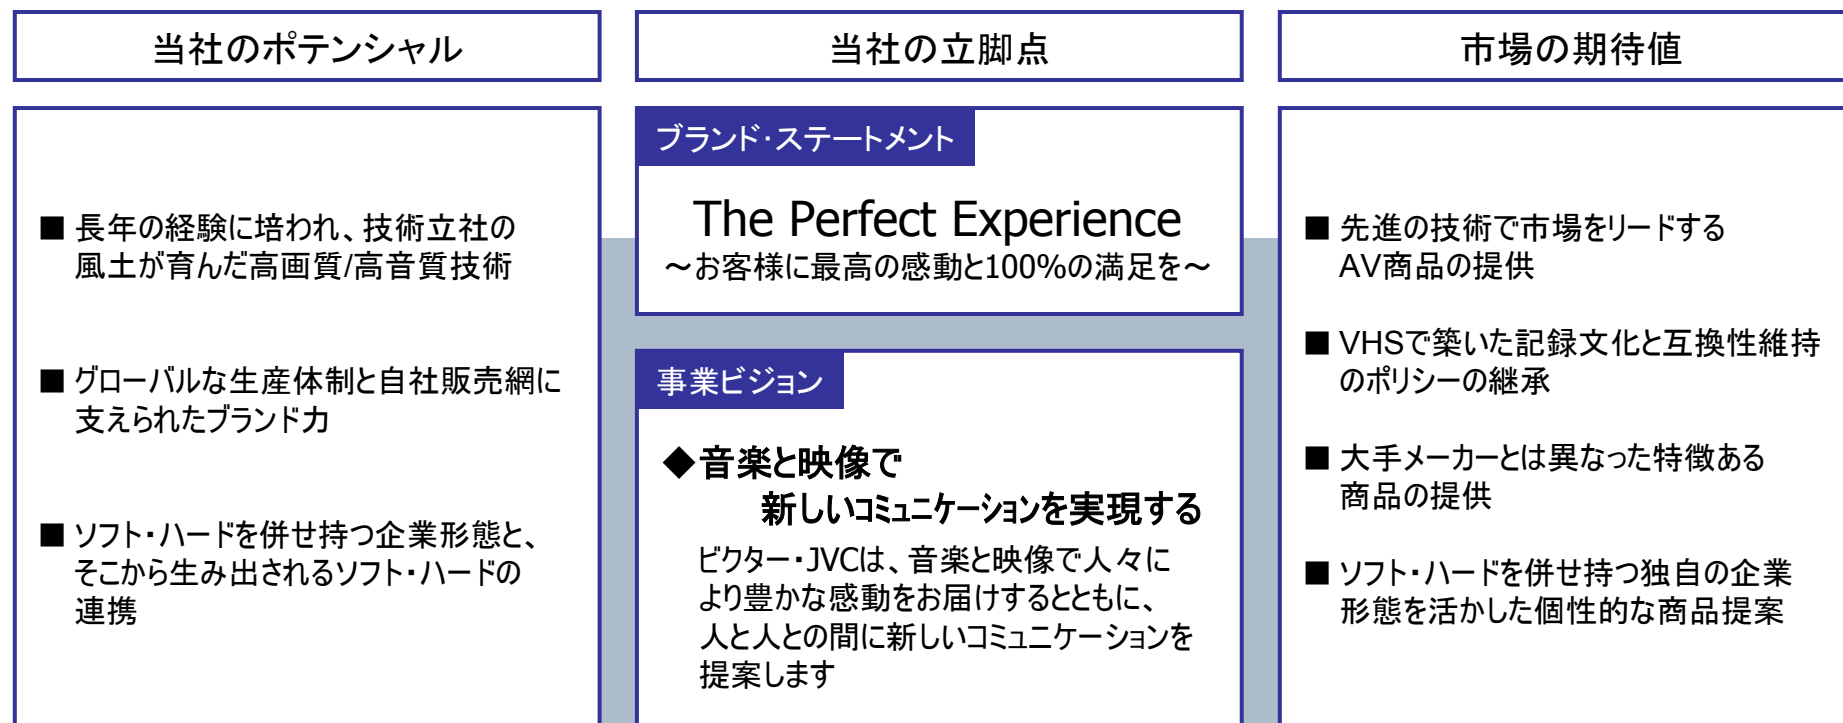 当社のポテンシャル
■ 長年の経験に培われ、技術立社の
風土が育んだ高画質/高音質技術
■ グローバルな生産体制と自社販売網に
支えられたブランド力
■ ソフト・ハードを併せ持つ企業形態と、
そこから生み出されるソフト・ハードの
連携
当社の立脚点
ブランド・ステートメント
The Perfect Experience
～お客様に最高の感動と100%の満足を～
事業ビジョン
◆音楽と映像で
新しいコミュニケーションを実現する
ビクター・JVCは、音楽と映像で人々に
より豊かな感動をお届けするとともに、
人と人との間に新しいコミュニケーションを
提案します
市場の期待値
■ 先進の技術で市場をリードする
AV商品の提供
■ VHSで築いた記録文化と互換性維持
のポリシーの継承
■ 大手メーカーとは異なった特徴ある
商品の提供
■ ソフト・ハードを併せ持つ独自の企業
形態を活かした個性的な商品提案